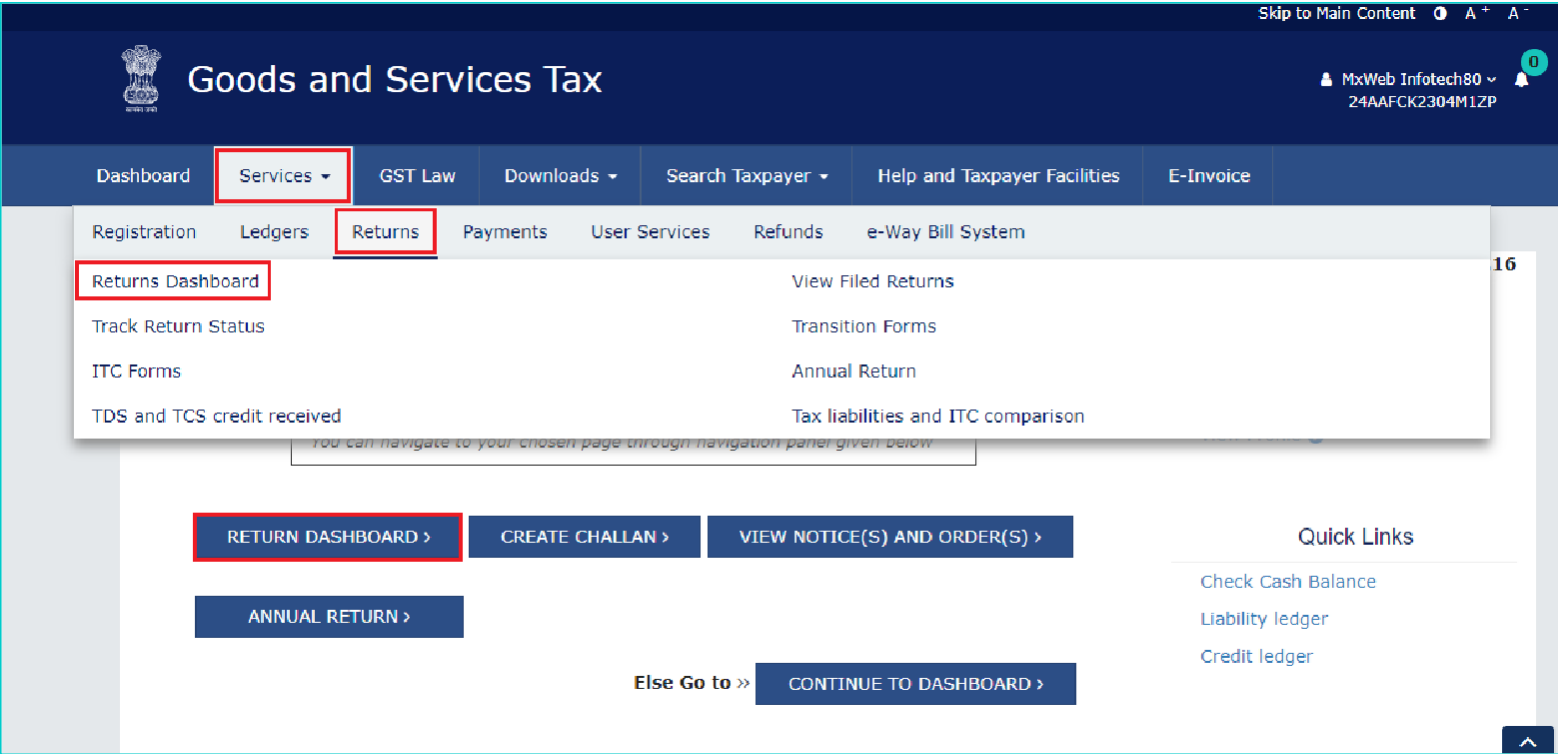 Skip to Main Content A+ A-
Goods and Services Tax
0
MxWeb Infotech80
24AAFCK2304M1ZP
Dashboard Services GST Law Downloads Search Taxpayer Help and Taxpayer Facilities E-Invoice
Registration Ledgers Returns Payments User Services Refunds e-Way Bill System
Returns Dashboard View Filed Returns
16
Track Return Status Transition Forms
ITC Forms Annual Return
TDS and TCS credit received Tax liabilities and ITC comparison
You can navigate to your chosen page through navigation panel given below
RETURN DASHBOARD > CREATE CHALLAN > VIEW NOTICE(S) AND ORDER(S) >
Quick Links
Check Cash Balance
ANNUAL RETURN >
Liability ledger
Credit ledger
Else Go to » CONTINUE TO DASHBOARD >